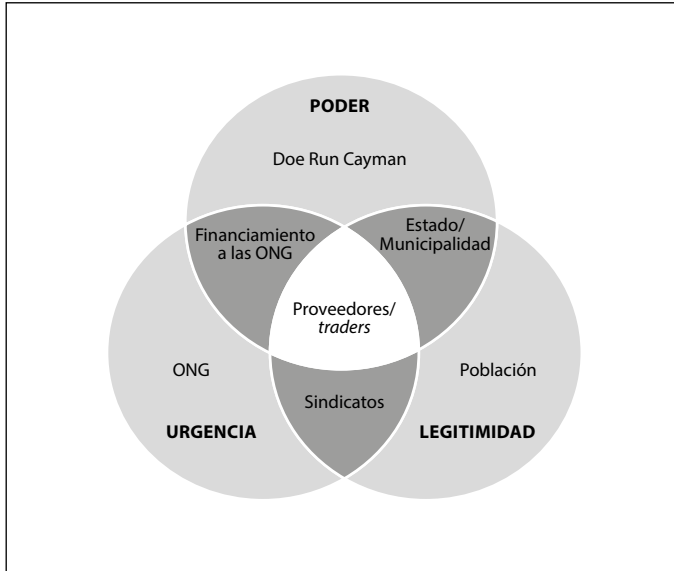 PODER
Doe Run Cayman
Financiamiento
a las ONG
Estado/
Municipalidad
Proveedores/
traders
ONG
Población
Sindicatos
URGENCIA
LEGITIMIDAD